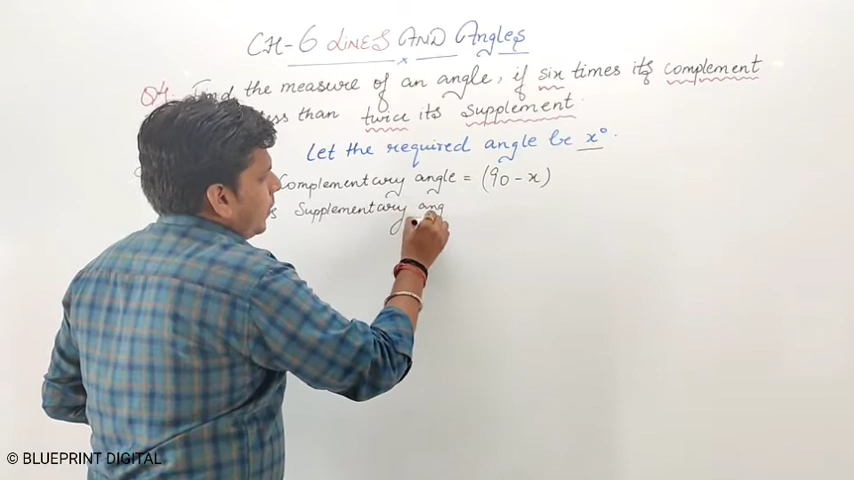 CH-6 LINES AND Angles
Q4. Find the measure of an angle, if six times its complement
less than twice its supplement.
Let the required angle be x°.
Complementary angle = (90-x)
Supplementary ang
© BLUEPRINT DIGITAL